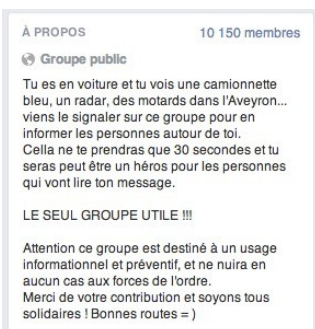 À PROPOS 10 150 membres
Groupe public
Tu es en voiture et tu vois une camionnette
bleu, un radar, des motards dans l'Aveyron...
viens le signaler sur ce groupe pour en
informer les personnes autour de toi.
Cella ne te prendras que 30 secondes et tu
seras peut être un héros pour les personnes
qui vont lire ton message.
LE SEUL GROUPE UTILE !!!
Attention ce groupe est destiné à un usage
informationnel et préventif, et ne nuira en
aucun cas aux forces de l'ordre.
Merci de votre contribution et soyons tous
solidaires ! Bonnes routes = )